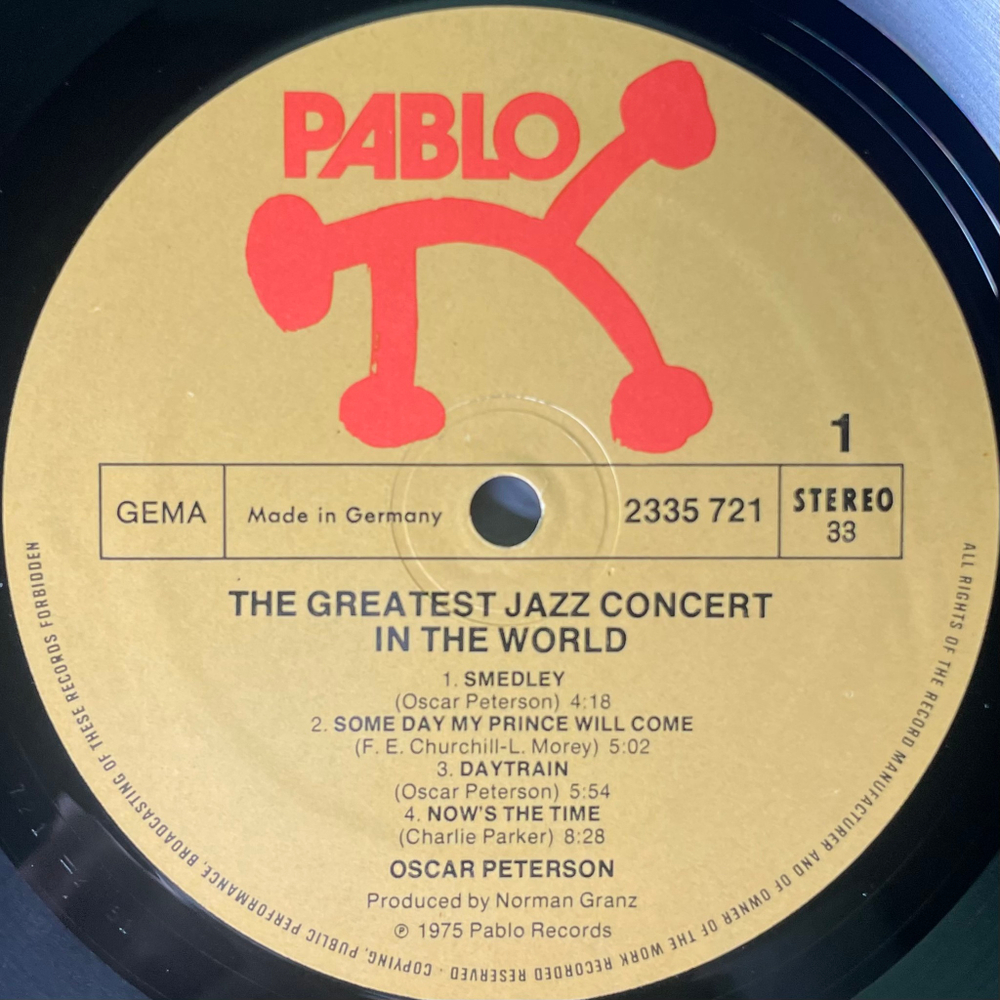 PABLO
1
GEMA
Made in Germany
2335 721
STEREO
33
THE GREATEST JAZZ CONCERT
IN THE WORLD
1. SMEDLEY
(Oscar Peterson) 4:18
2. SOME DAY MY PRINCE WILL COME
(F. E. Churchill-L. Morey) 5:02
3. DAYTRAIN
(Oscar Peterson) 5:54
4. NOW'S THE TIME
(Charlie Parker) 8:28
OSCAR PETERSON
Produced by Norman Granz
℗ 1975 Pablo Records
ALL RIGHTS OF THE RECORD MANUFACTURER AND OF OWNER OF THE WORK RECORDED RESERVED · COPYING, PUBLIC PERFORMANCE, BROADCASTING OF THESE RECORDS FORBIDDEN